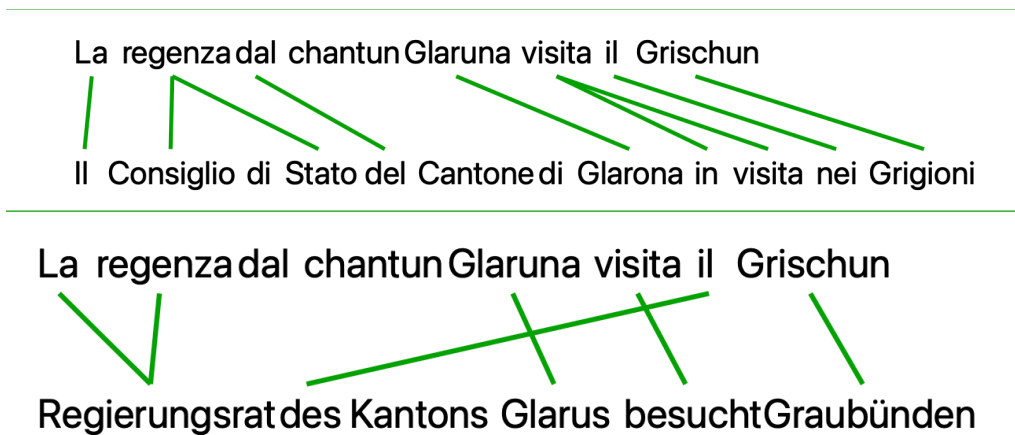 La regenza dal chantun Glaruna visita il Grischun
Il Consiglio di Stato del Cantone di Glarona in visita nei Grigioni
La regenza dal chantun Glaruna visita il Grischun
Regierungsrat des Kantons Glarus besucht Graubünden